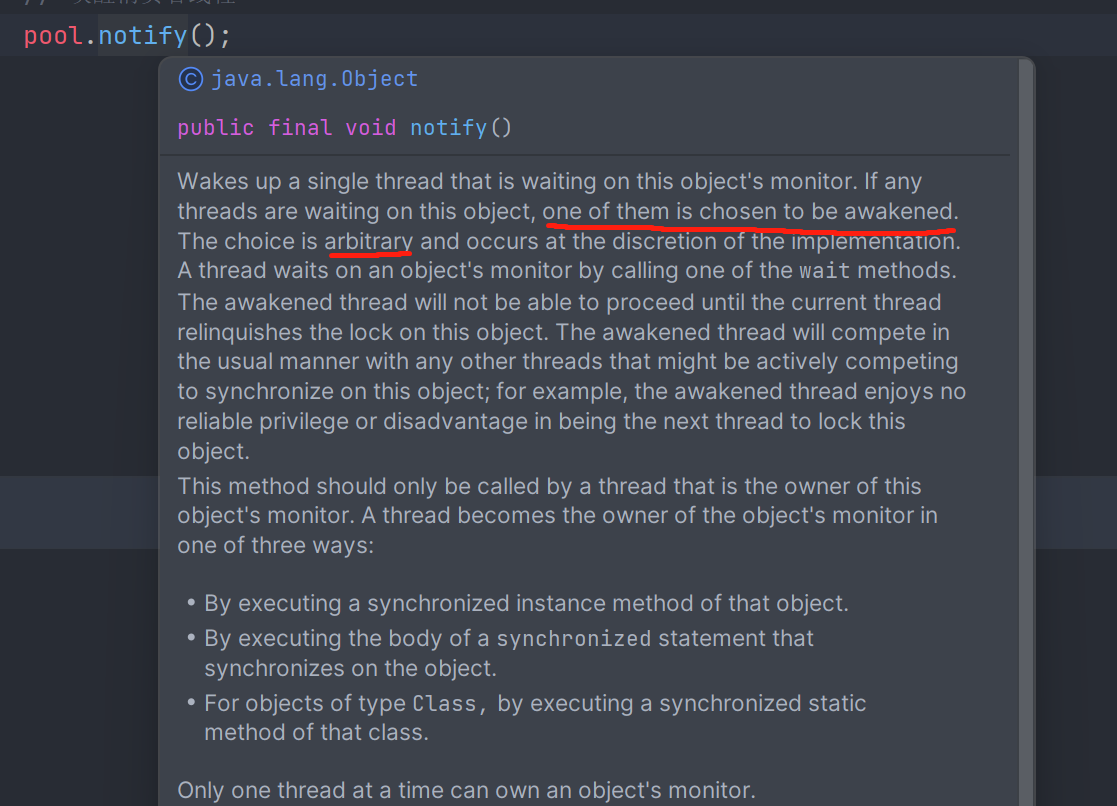 pool.notify();
java.lang.Object
public final void notify()
Wakes up a single thread that is waiting on this object's monitor. If any
threads are waiting on this object, one of them is chosen to be awakened.
The choice is arbitrary and occurs at the discretion of the implementation.
A thread waits on an object's monitor by calling one of the wait methods.
The awakened thread will not be able to proceed until the current thread
relinquishes the lock on this object. The awakened thread will compete in
the usual manner with any other threads that might be actively competing
to synchronize on this object; for example, the awakened thread enjoys no
reliable privilege or disadvantage in being the next thread to lock this
object.
This method should only be called by a thread that is the owner of this
object's monitor. A thread becomes the owner of the object's monitor in
one of three ways:
• By executing a synchronized instance method of that object.
• By executing the body of a synchronized statement that
synchronizes on the object.
• For objects of type Class, by executing a synchronized static
method of that class.
Only one thread at a time can own an object's monitor.